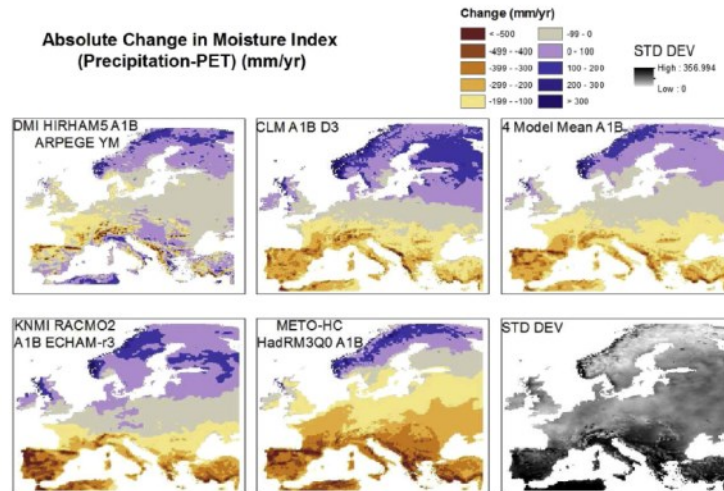 Absolute Change in Moisture Index
(Precipitation-PET) (mm/yr)
Change (mm/yr)
< -500
-499 - -400
-399 - -300
-299 - -200
-199 - -100
-99 - 0
0 - 100
100 - 200
200 - 300
> 300
STD DEV
High : 356.994
Low : 0
DMI HIRHAM5 A1B
ARPEGE YM
CLM A1B D3
4 Model Mean A1B
KNMI RACMO2
A1B ECHAM-r3
METO-HC
HadRM3Q0 A1B
STD DEV